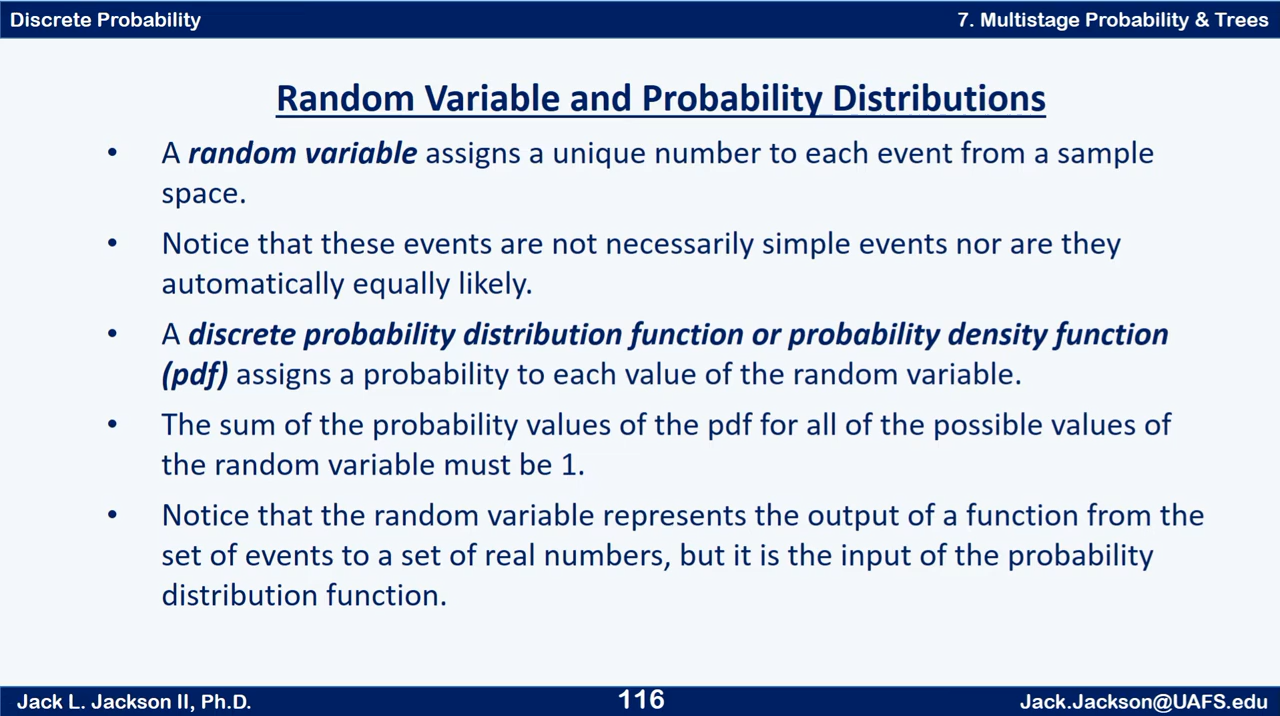 Discrete Probability
7. Multistage Probability & Trees
Random Variable and Probability Distributions
• A random variable assigns a unique number to each event from a sample
space.
• Notice that these events are not necessarily simple events nor are they
automatically equally likely.
• A discrete probability distribution function or probability density function
(pdf) assigns a probability to each value of the random variable.
• The sum of the probability values of the pdf for all of the possible values of
the random variable must be 1.
• Notice that the random variable represents the output of a function from the
set of events to a set of real numbers, but it is the input of the probability
distribution function.
Jack L. Jackson II, Ph.D.
116
Jack.Jackson@UAFS.edu